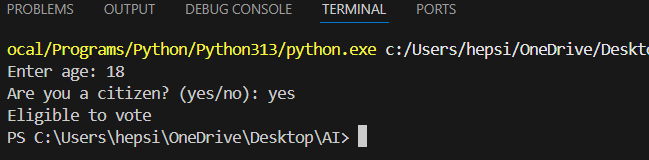 PROBLEMS OUTPUT DEBUG CONSOLE TERMINAL PORTS
ocal/Programs/Python/Python313/python.exe c:/Users/hepsi/OneDrive/Deskto
Enter age: 18
Are you a citizen? (yes/no): yes
Eligible to vote
PS C:\Users\hepsi\OneDrive\Desktop\AI>